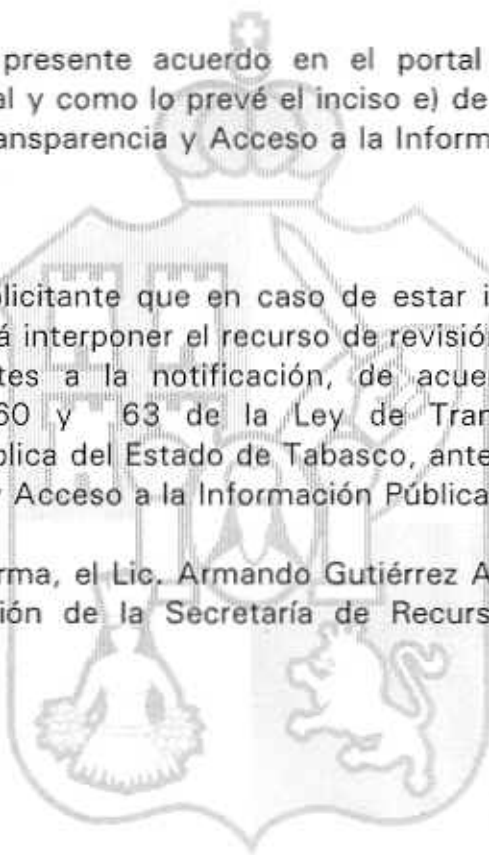 presente acuerdo en el portal
al y como lo prevé el inciso e) de
ansparencia y Acceso a la Inform
olicitante que en caso de estar i
á interponer el recurso de revisió
tes a la notificación, de acue
60 y 63 de la Ley de Tran
blica del Estado de Tabasco, ante
y Acceso a la Información Pública
rma, el Lic. Armando Gutiérrez A
ión de la Secretaría de Recurs